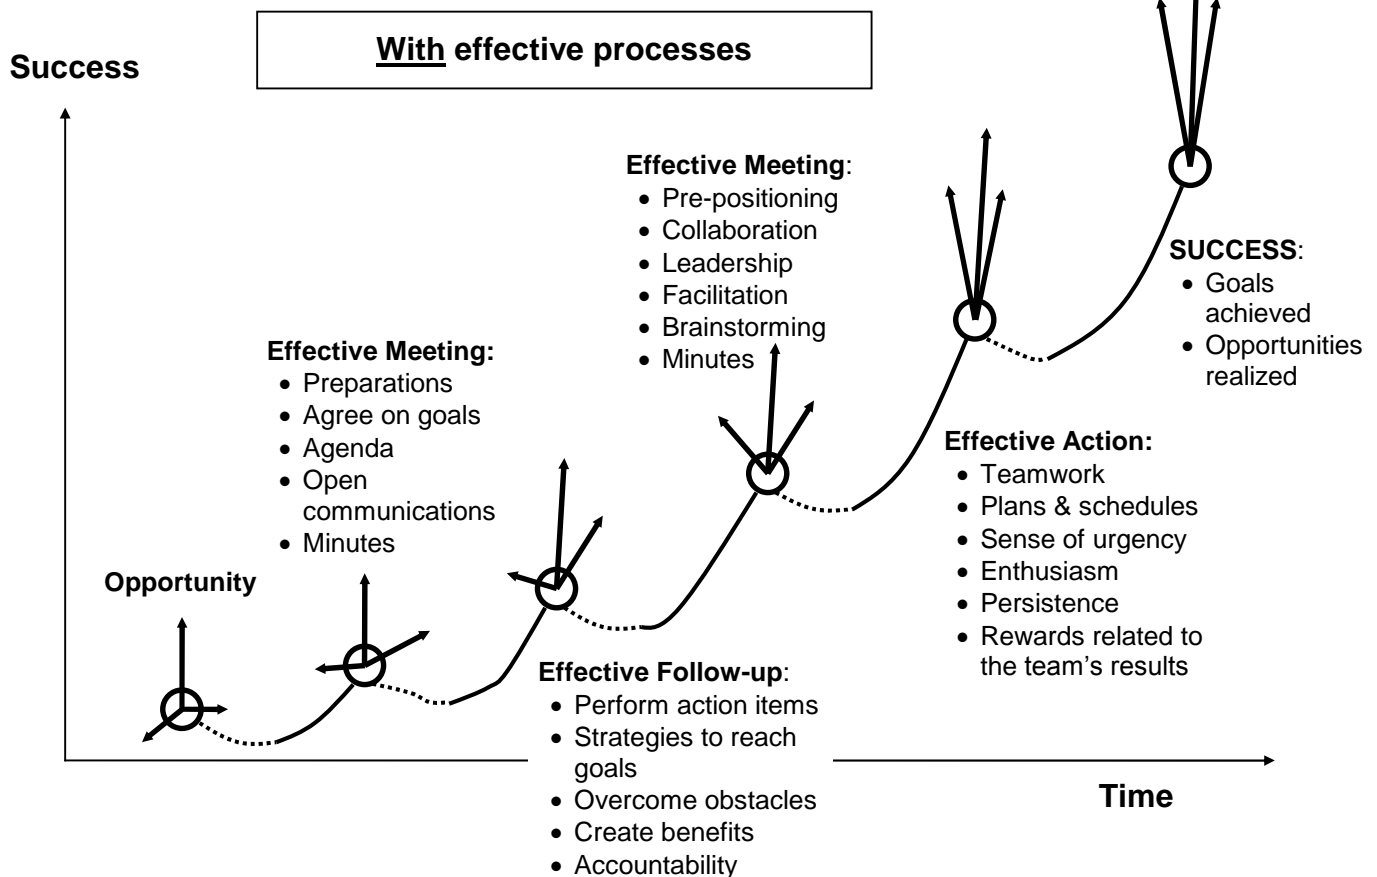 With effective processes
Success
Effective Meeting:
• Pre-positioning
• Collaboration
• Leadership
• Facilitation
• Brainstorming
• Minutes
SUCCESS:
• Goals
achieved
• Opportunities
realized
Effective Meeting:
• Preparations
• Agree on goals
• Agenda
• Open
communications
• Minutes
Effective Action:
• Teamwork
• Plans & schedules
• Sense of urgency
• Enthusiasm
• Persistence
• Rewards related to
the team’s results
Opportunity
Effective Follow-up:
• Perform action items
• Strategies to reach
goals
• Overcome obstacles
• Create benefits
• Accountability
Time